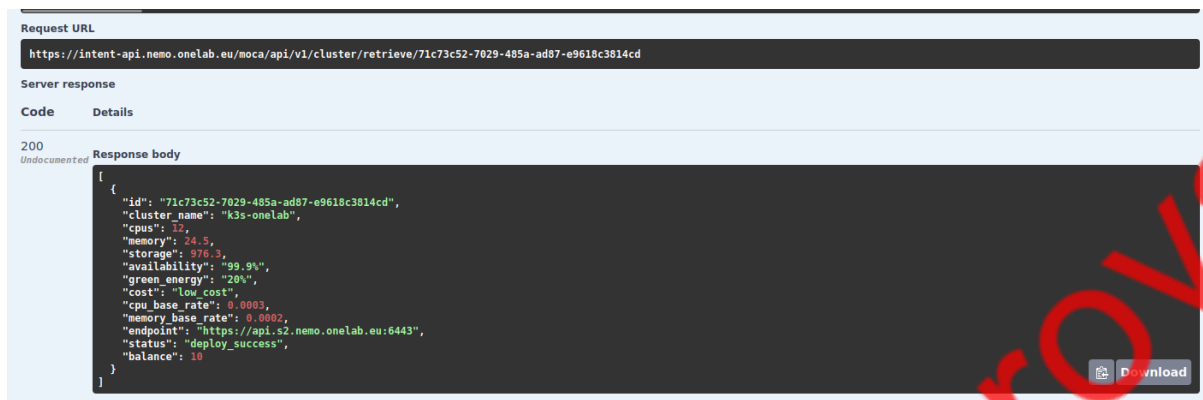 Request URL
https://intent-api.nemo.onelab.eu/moca/api/v1/cluster/retrieve/71c73c52-7029-485a-ad87-e9618c3814cd
Server response
Code Details
200
Undocumented
Response body
[
  {
    "id": "71c73c52-7029-485a-ad87-e9618c3814cd",
    "cluster_name": "k3s-onelab",
    "cpus": 12,
    "memory": 24.5,
    "storage": 976.3,
    "availability": "99.9%",
    "green_energy": "20%",
    "cost": "low_cost",
    "cpu_base_rate": 0.0003,
    "memory_base_rate": 0.0002,
    "endpoint": "https://api.s2.nemo.onelab.eu:6443",
    "status": "deploy_success",
    "balance": 10
  }
]
Download